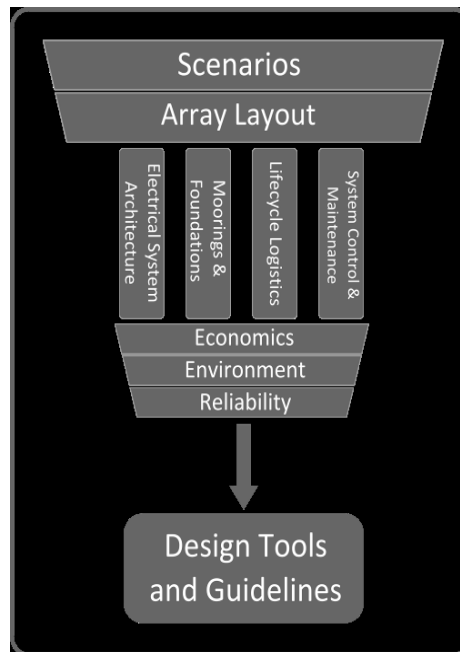 Scenarios
Array Layout
Electrical System
Architecture
Moorings &
Foundations
Lifecycle Logistics
System Control &
Maintenance
Economics
Environment
Reliability
Design Tools
and Guidelines